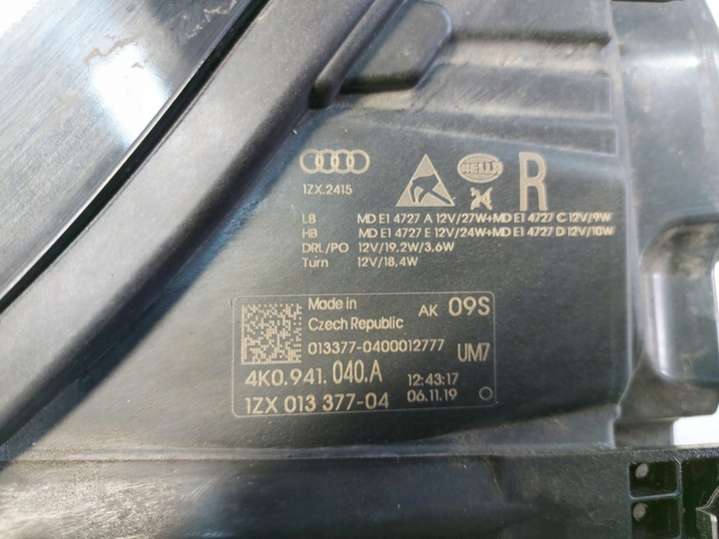 HELLA
R
1ZX.2415
LB MD E1 4727 A 12V/27W+MD E1 4727 C 12V/9W
HB MD E1 4727 E 12V/24W+MD E1 4727 D 12V/10W
DRL/PO 12V/19.2W/3.6W
Turn 12V/18,4W
Made in
Czech Republic
AK 09S
013377-0400012777
UM7
4K0.941.040.A
12:43:17
1ZX 013 377-04
06.11.19